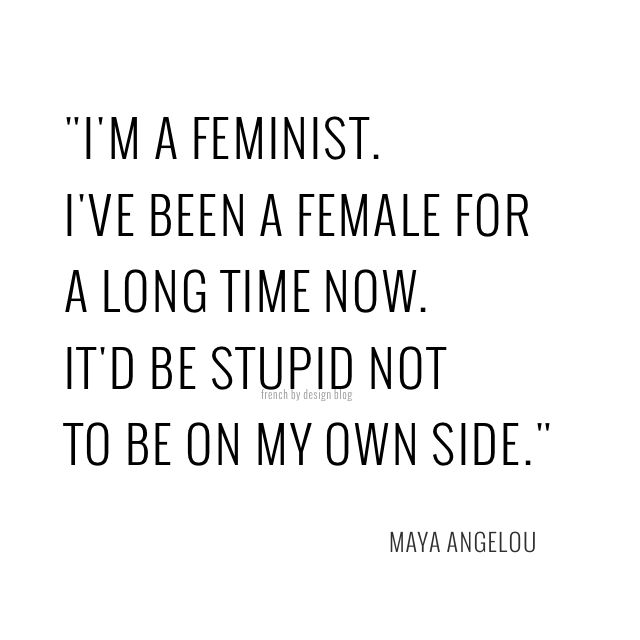 "I'M A FEMINIST.
I'VE BEEN A FEMALE FOR
A LONG TIME NOW.
IT'D BE STUPID NOT
french by design blog
TO BE ON MY OWN SIDE."
MAYA ANGELOU